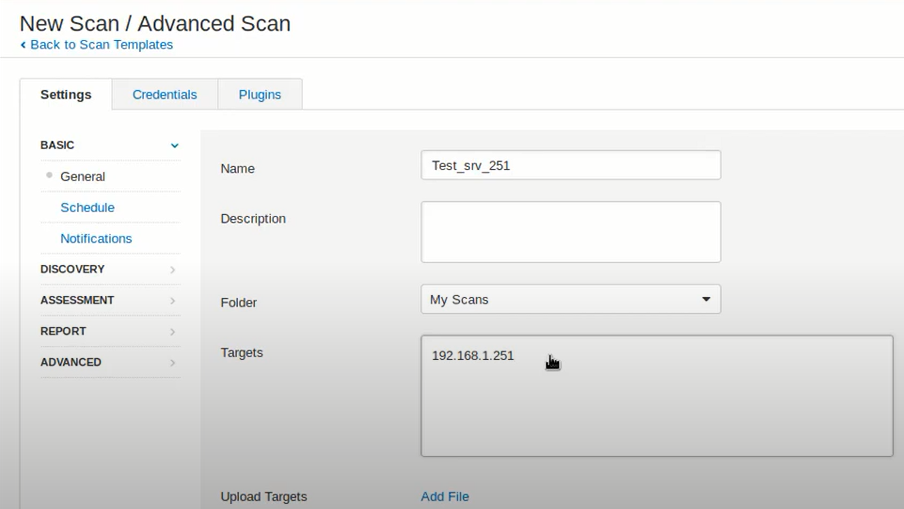 New Scan / Advanced Scan
Back to Scan Templates
Settings Credentials Plugins
BASIC
General
Schedule
Notifications
DISCOVERY
ASSESSMENT
REPORT
ADVANCED
Name Test_srv_251
Description
Folder My Scans
Targets 192.168.1.251
Upload Targets Add File